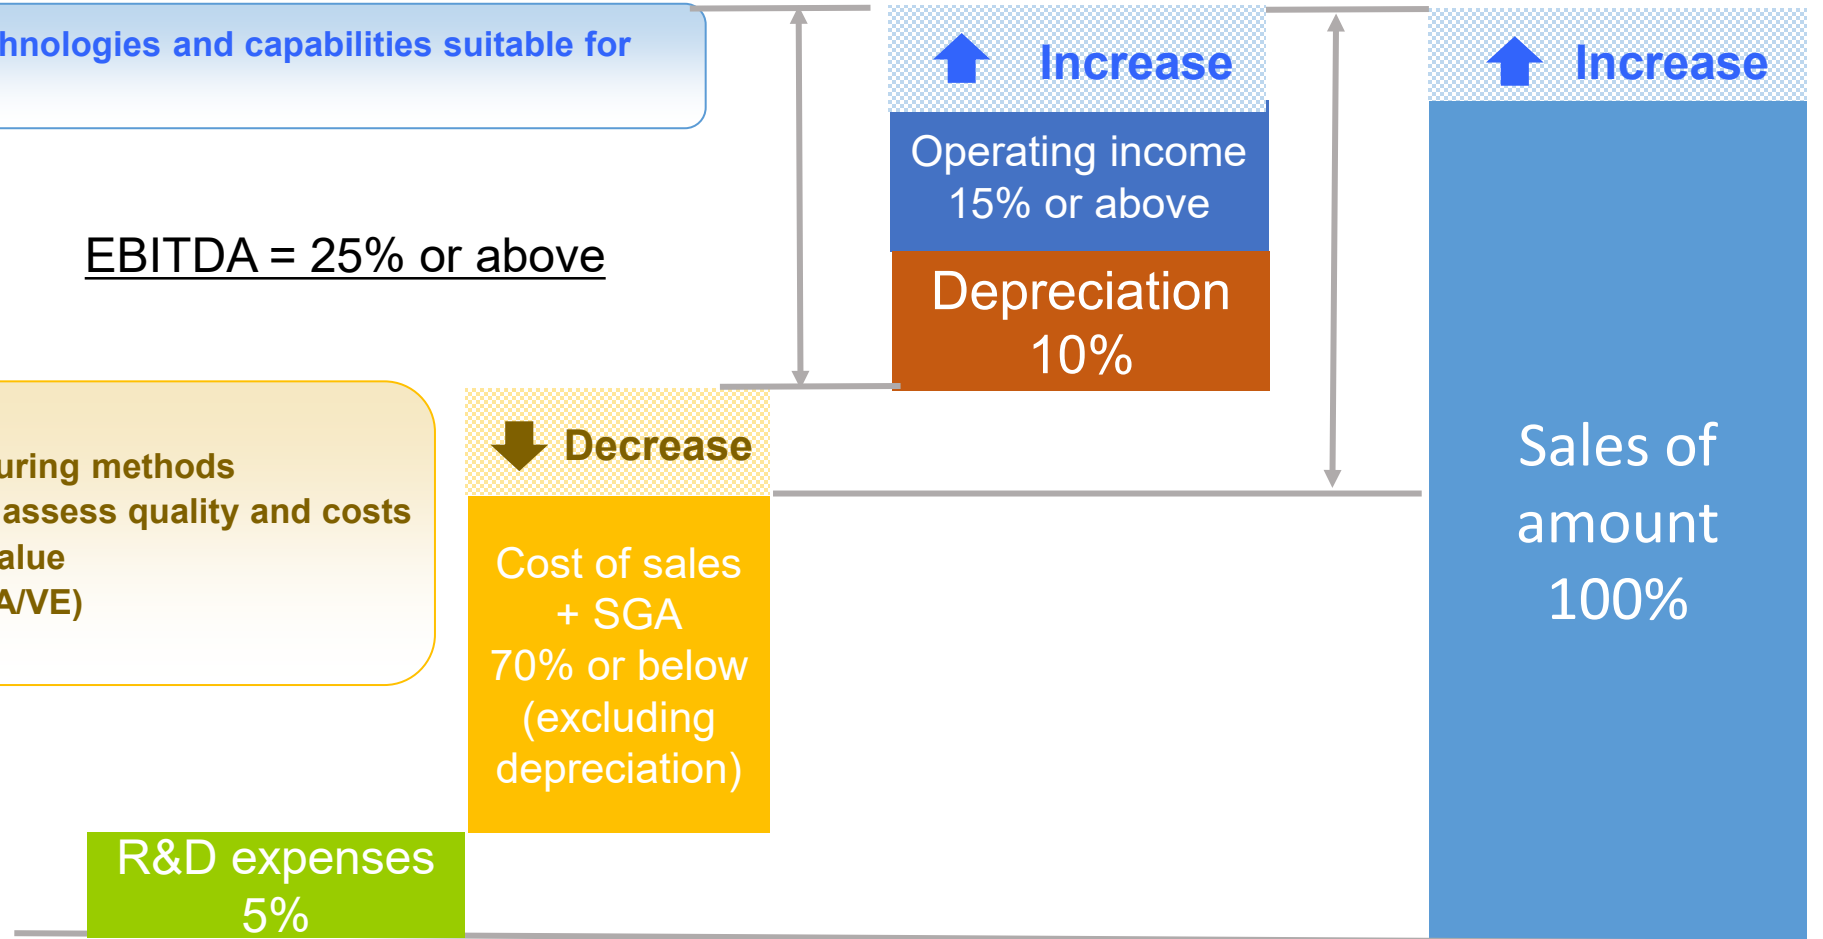 hnologies and capabilities suitable for
EBITDA = 25% or above
uring methods
assess quality and costs
alue
A/VE)
Decrease
Cost of sales
+ SGA
70% or below
(excluding
depreciation)
R&D expenses
5%
Increase
Operating income
15% or above
Depreciation
10%
Increase
Sales of
amount
100%